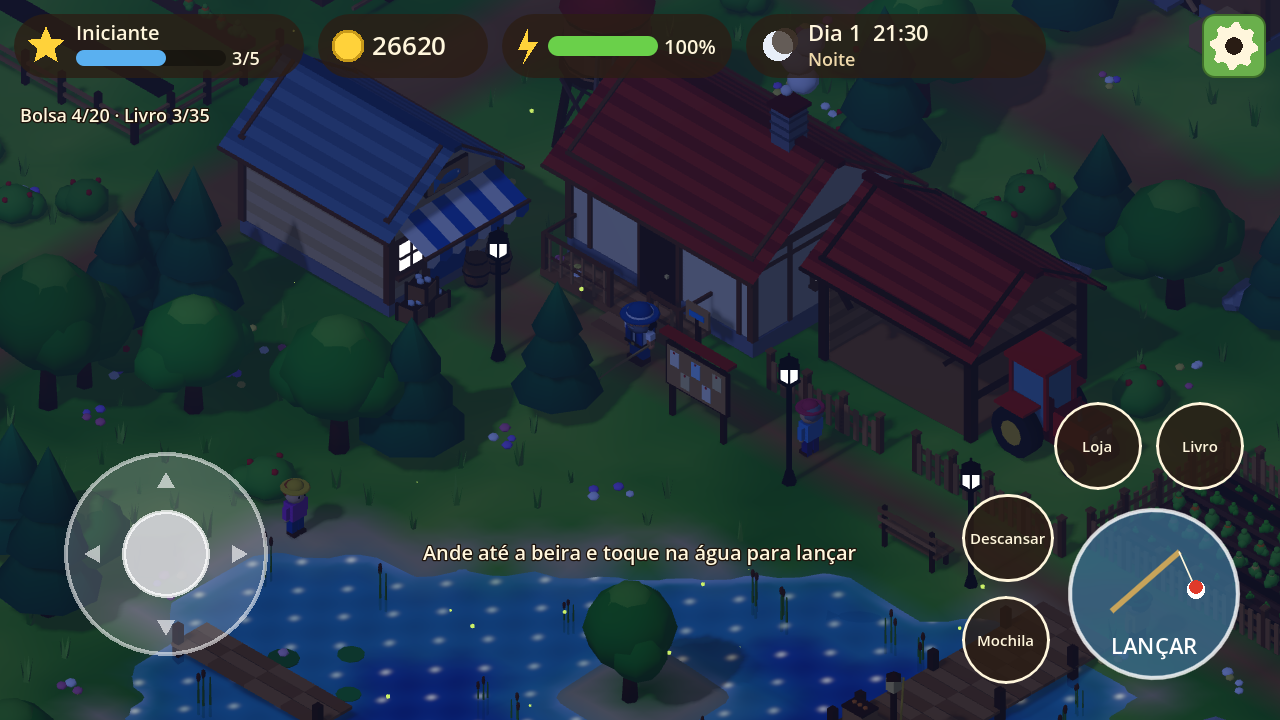 Iniciante
3/5
26620
100%
Dia 1 21:30
Noite
Bolsa 4/20 · Livro 3/35
Loja
Livro
Descansar
Ande até a beira e toque na água para lançar
Mochila
LANÇAR